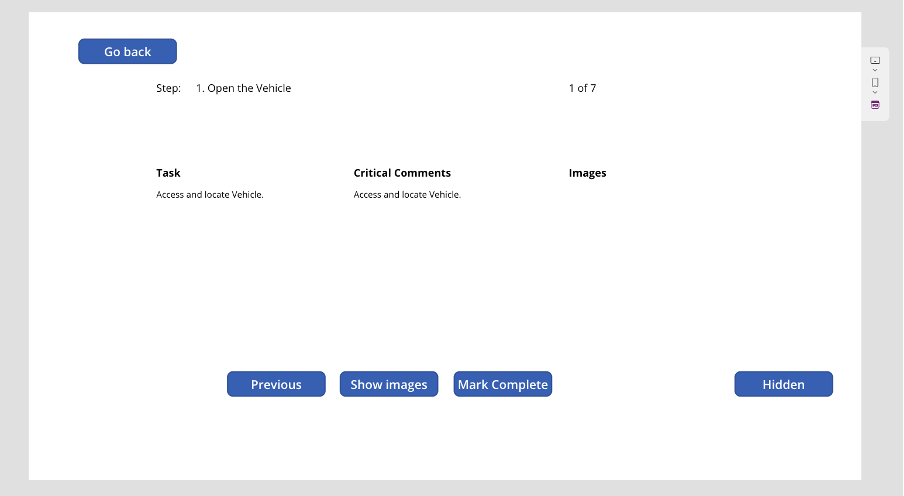 Go back
Step: 1. Open the Vehicle 1 of 7
Task Critical Comments Images
Access and locate Vehicle. Access and locate Vehicle.
Previous Show images Mark Complete Hidden